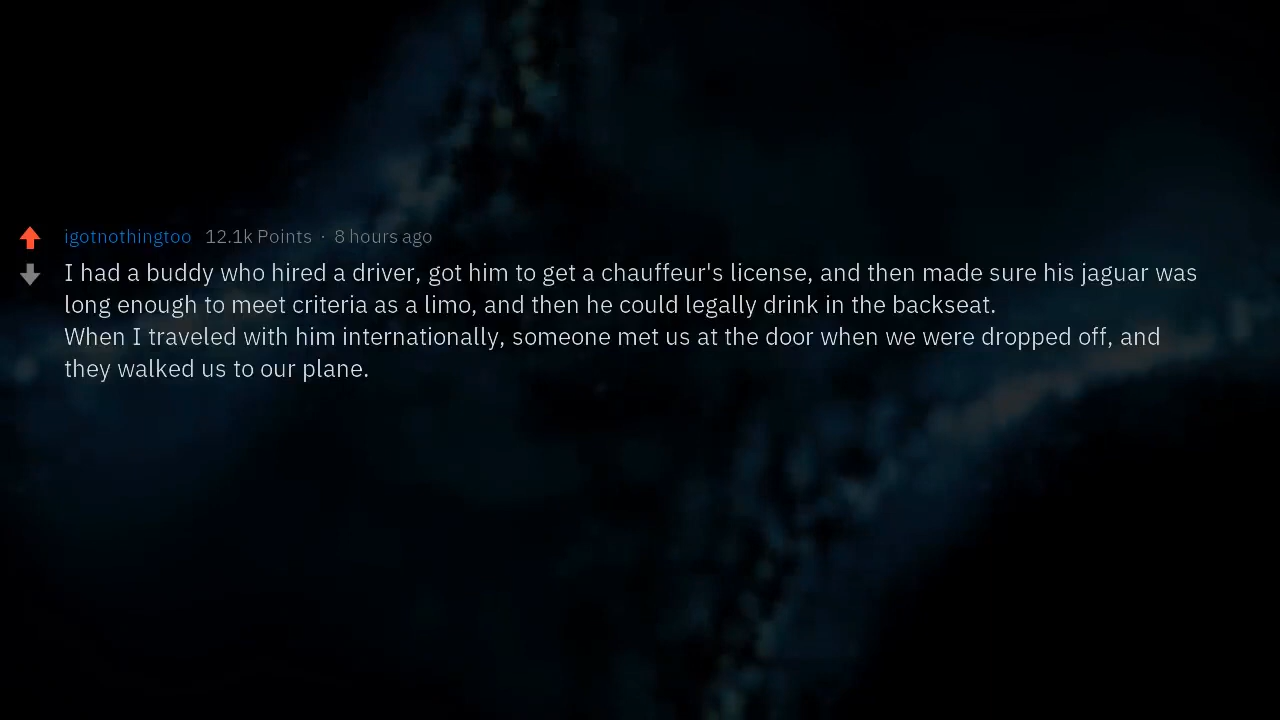 igotnothingtoo 12.1k Points · 8 hours ago
I had a buddy who hired a driver, got him to get a chauffeur's license, and then made sure his jaguar was
long enough to meet criteria as a limo, and then he could legally drink in the backseat.
When I traveled with him internationally, someone met us at the door when we were dropped off, and
they walked us to our plane.